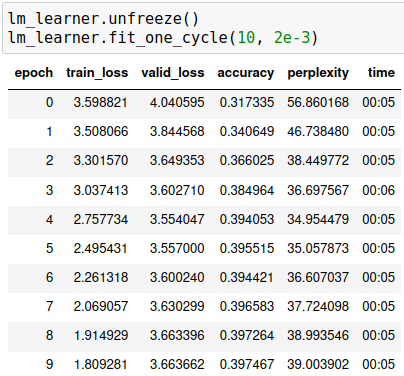 lm_learner.unfreeze()
lm_learner.fit_one_cycle(10, 2e-3)
epoch train_loss valid_loss accuracy perplexity time
0 3.598821 4.040595 0.317335 56.860168 00:05
1 3.508066 3.844568 0.340649 46.738480 00:05
2 3.301570 3.649353 0.366025 38.449772 00:05
3 3.037413 3.602710 0.384964 36.697567 00:06
4 2.757734 3.554047 0.394053 34.954479 00:05
5 2.495431 3.557000 0.395515 35.057873 00:05
6 2.261318 3.600240 0.394421 36.607037 00:05
7 2.069057 3.630299 0.396583 37.724098 00:05
8 1.914929 3.663396 0.397264 38.993546 00:05
9 1.809281 3.663662 0.397467 39.003902 00:05